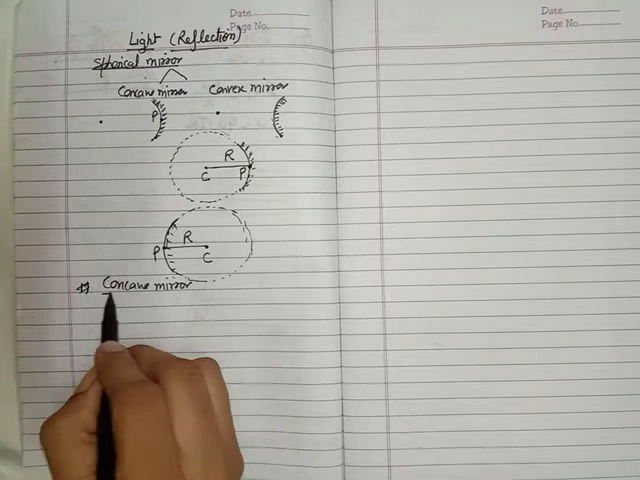 Date
Page No.
Light (Reflection)
Spherical mirror
Concave mirror Convex mirror
P
R
C P
R
P C
# Concave mirror
Date
Page No.